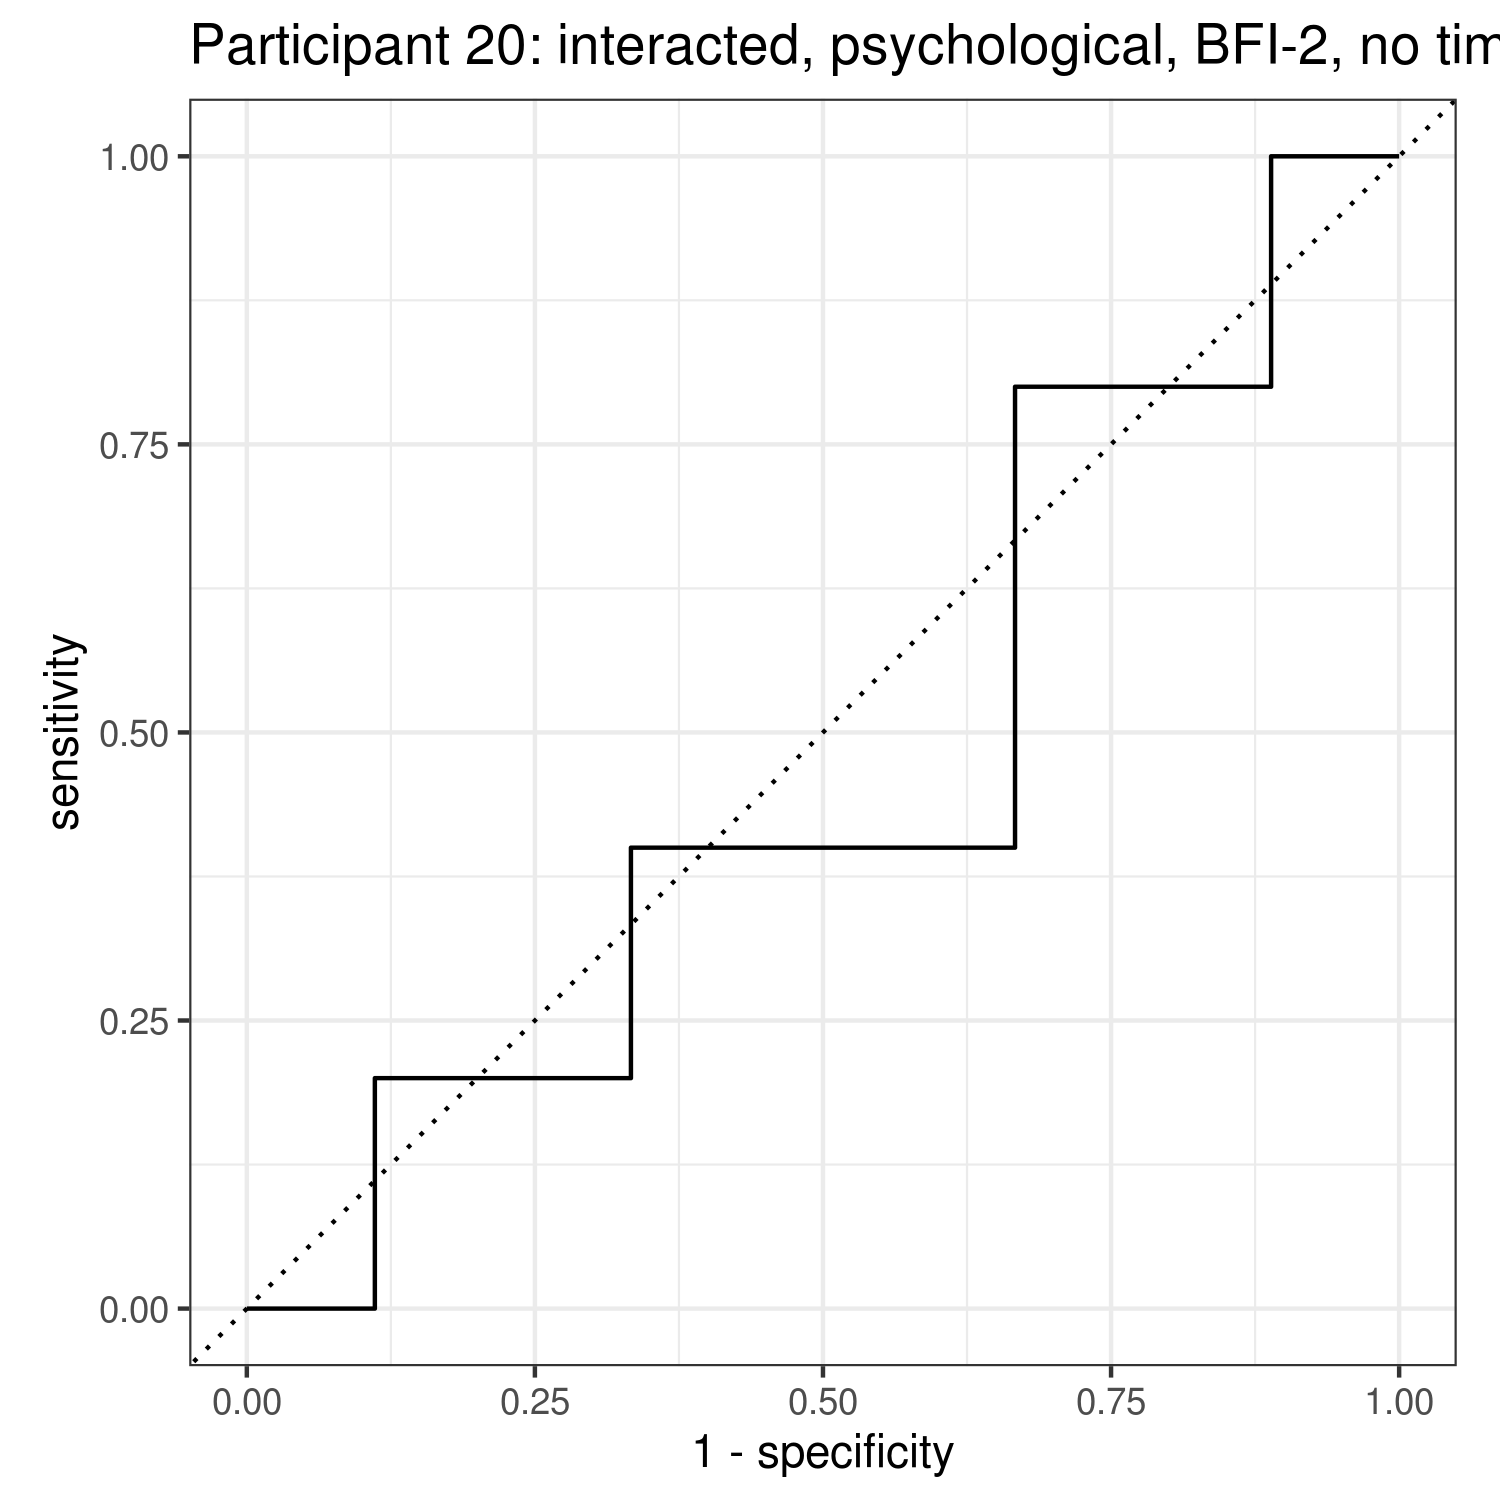 Participant 20: interacted, psychological, BFI-2, no
1.00
0.75
0.50
0.25
0.00
sensitivity
0.00 0.25 0.50 0.75 1.00
1 - specificity